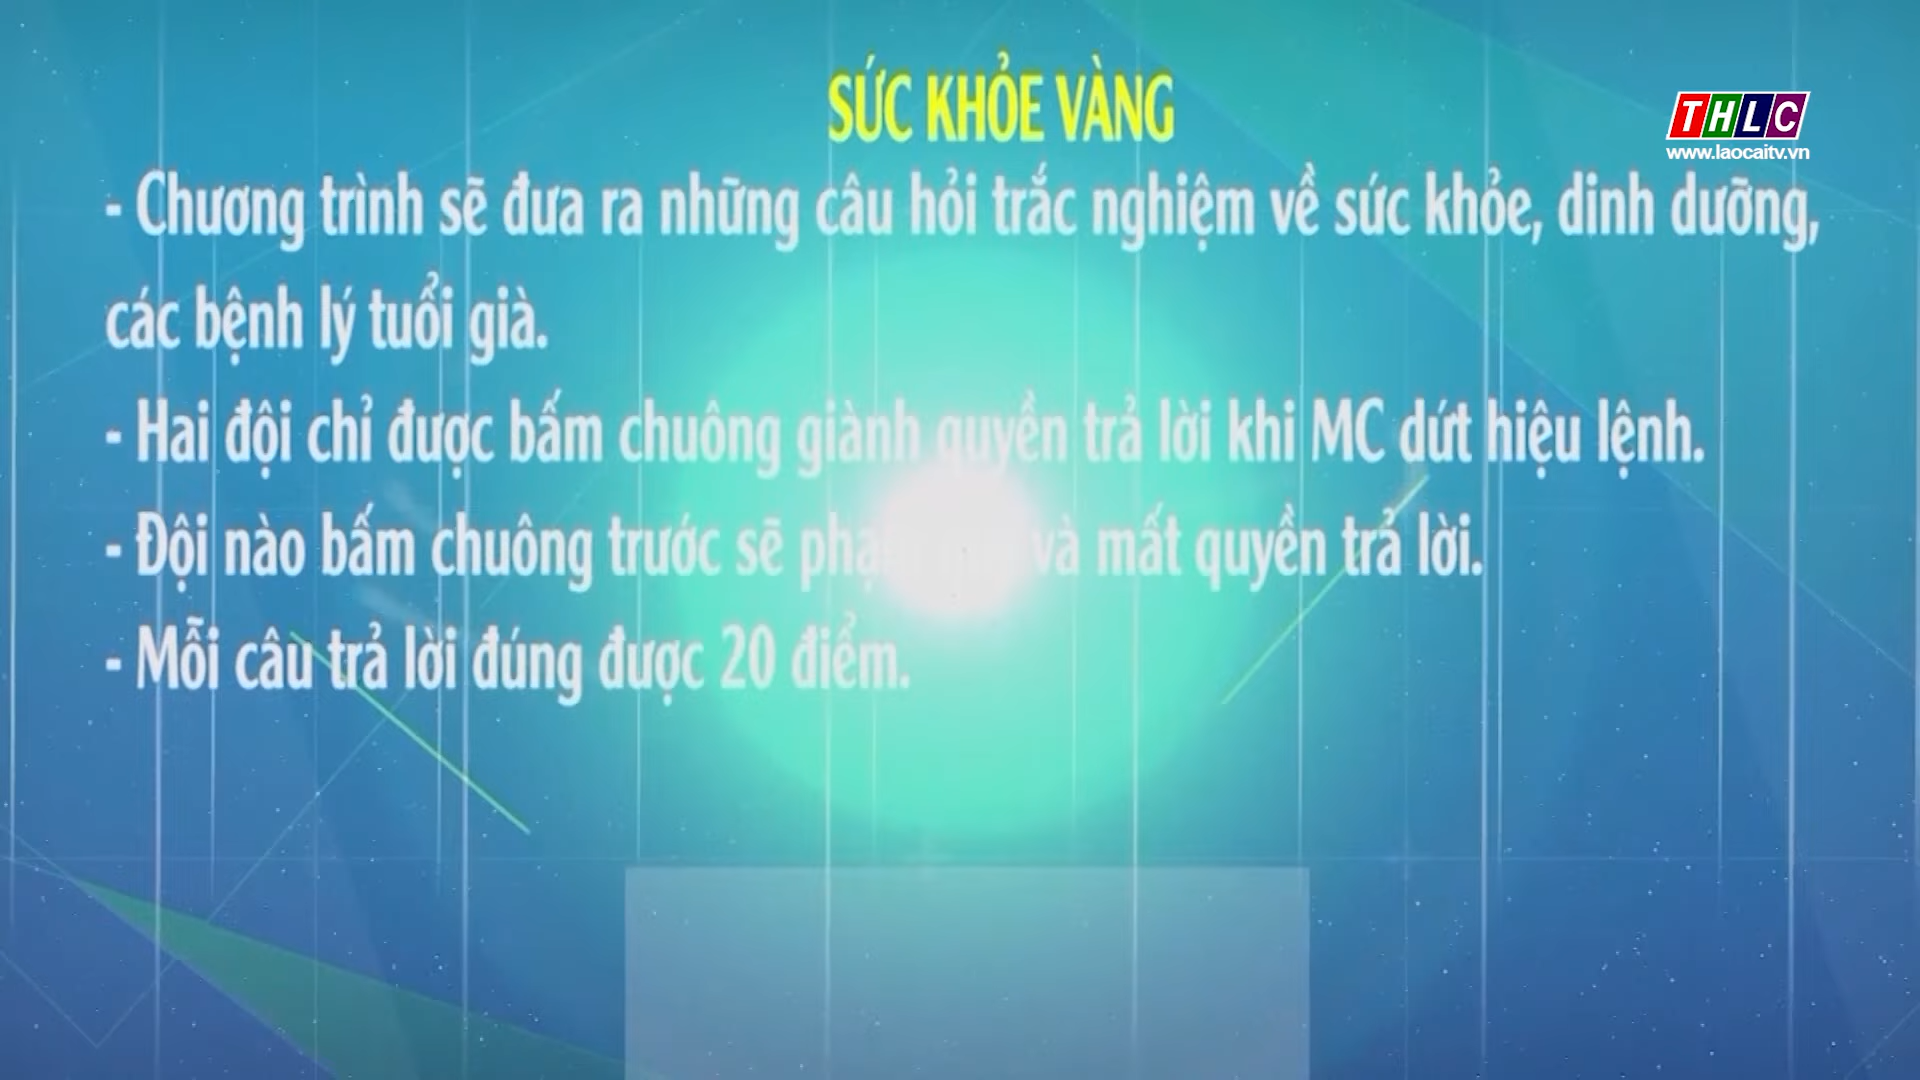 SỨC KHỎE VÀNG
THLC
www.laocaitv.vn
- Chương trình sẽ đưa ra những câu hỏi trắc nghiệm về sức khỏe, dinh dưỡng,
các bệnh lý tuổi già.
- Hai đội chỉ được bấm chuông giành quyền trả lời khi MC dứt hiệu lệnh.
- Đội nào bấm chuông trước sẽ phạm và mất quyền trả lời.
- Mỗi câu trả lời đúng được 20 điểm.